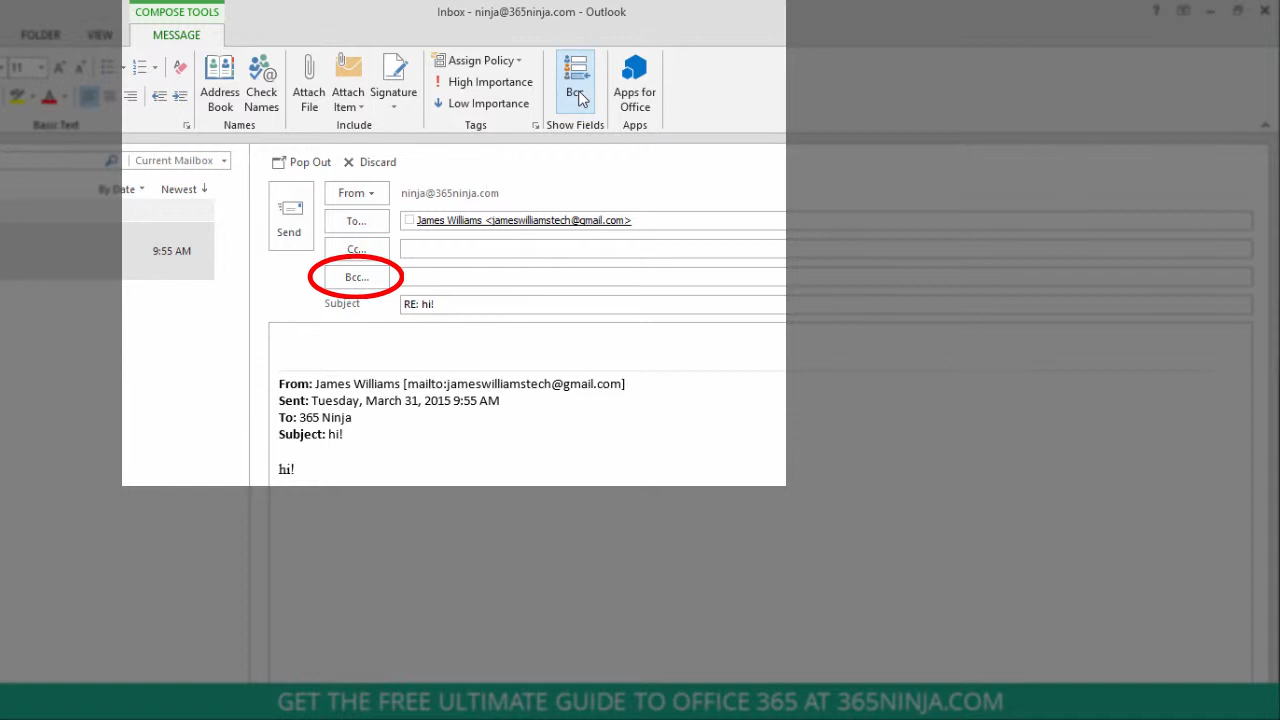 COMPOSE TOOLS
Inbox - ninja@365ninja.com - Outlook
?
FOLDER
VIEW
MESSAGE
11
Address Book
Check Names
Attach File
Attach Item
Signature
Assign Policy
High Importance
Low Importance
Apps for Office
Basic Text
Names
Include
Tags
Show Fields
Apps
Current Mailbox
By Date
Newest
9:55 AM
Pop Out
Discard
Send
From
ninja@365ninja.com
To...
James Williams <jameswilliamstech@gmail.com>
Cc...
Bcc...
Subject
RE: hi!
From: James Williams [mailto:jameswilliamstech@gmail.com]
Sent: Tuesday, March 31, 2015 9:55 AM
To: 365 Ninja
Subject: hi!
hi!
GET THE FREE ULTIMATE GUIDE TO OFFICE 365 AT 365NINJA.COM